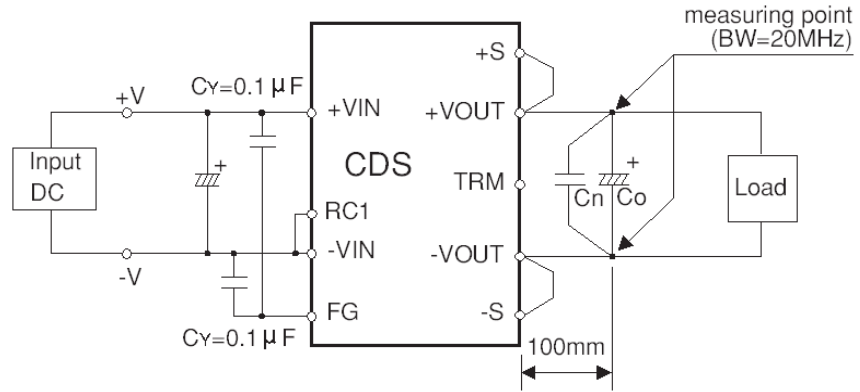 measuring point
(BW=20MHz)
+S
CY=0.1μF
+V
+VIN
+VOUT
Input
DC
+
CDS
TRM
+
Cn
Co
Load
RC1
-VIN
-VOUT
-V
FG
-S
CY=0.1μF
100mm